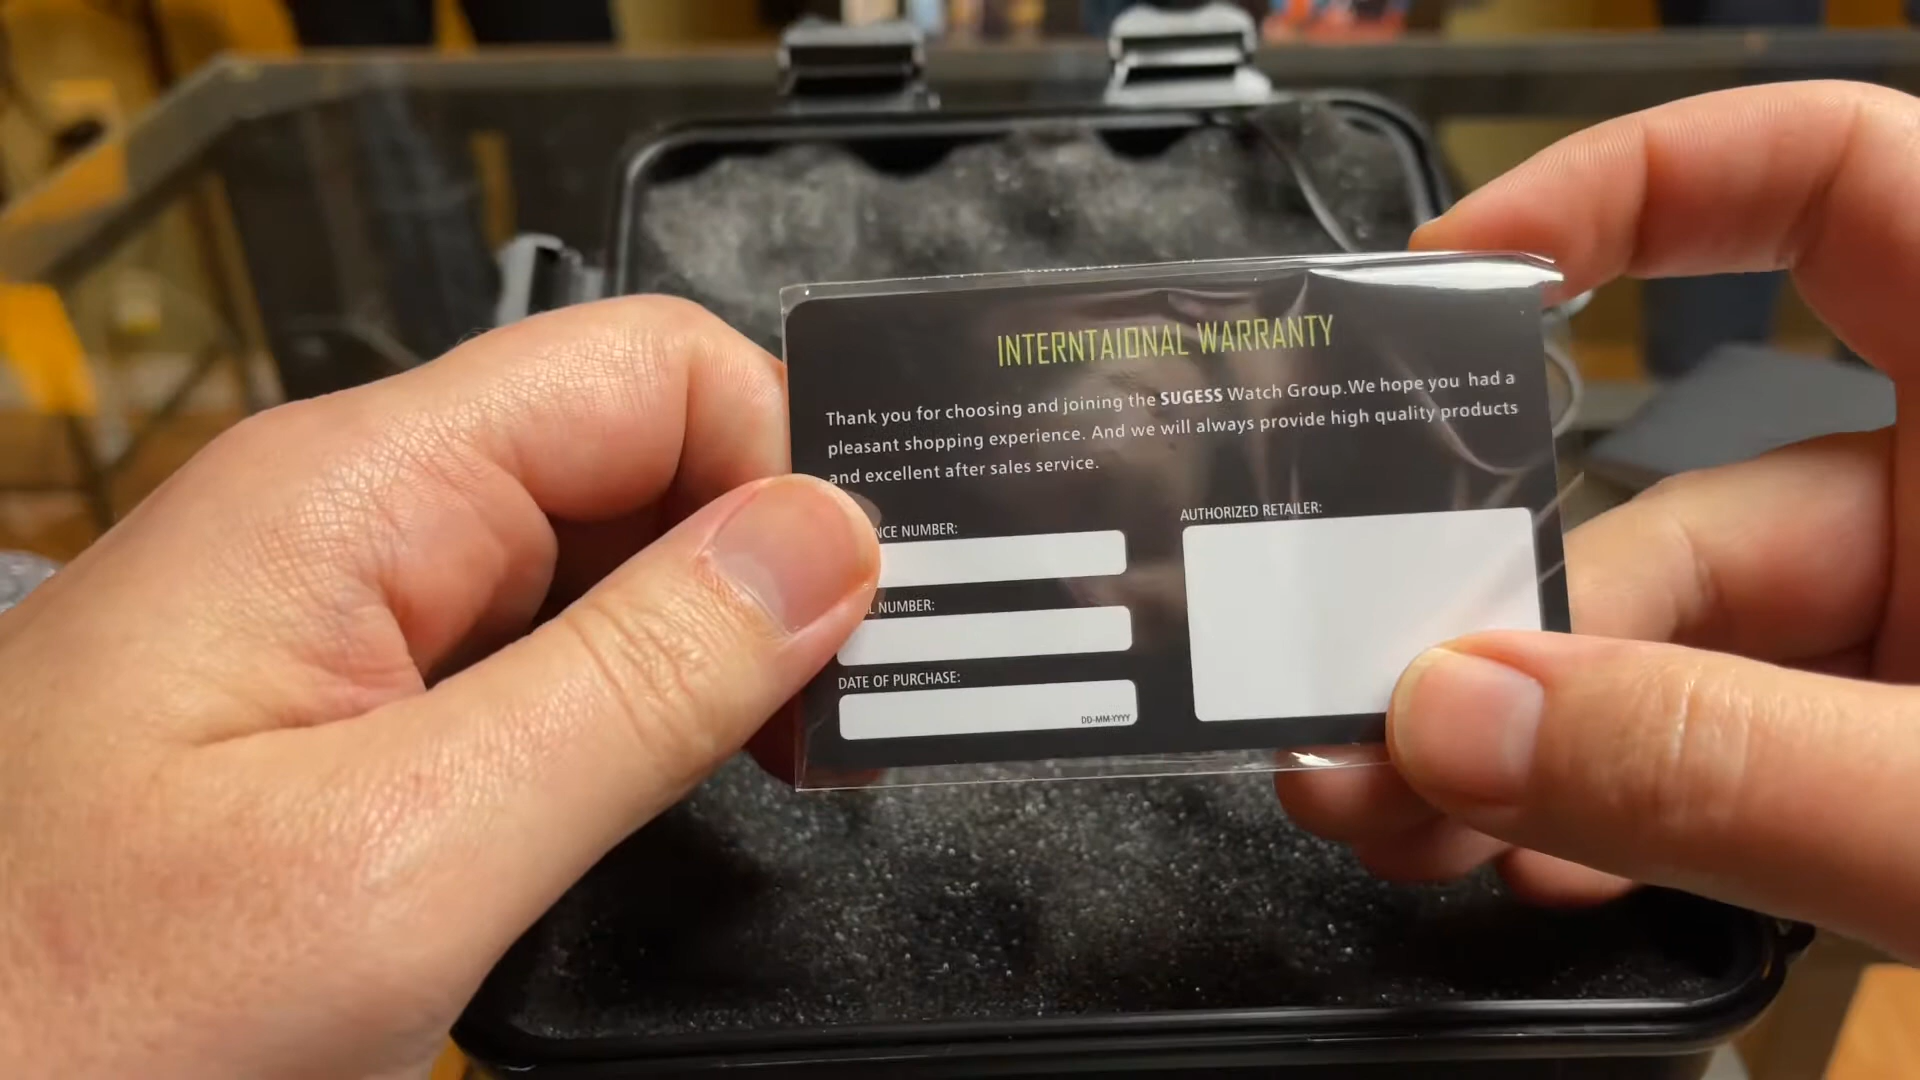 INTERNTAIONAL WARRANTY
Thank you for choosing and joining the SUGESS Watch Group.We hope you had a
pleasant shopping experience. And we will always provide high quality products
and excellent after sales service.
NUMBER:
NUMBER:
DATE OF PURCHASE:
DD-MM-YYYY
AUTHORIZED RETAILER: